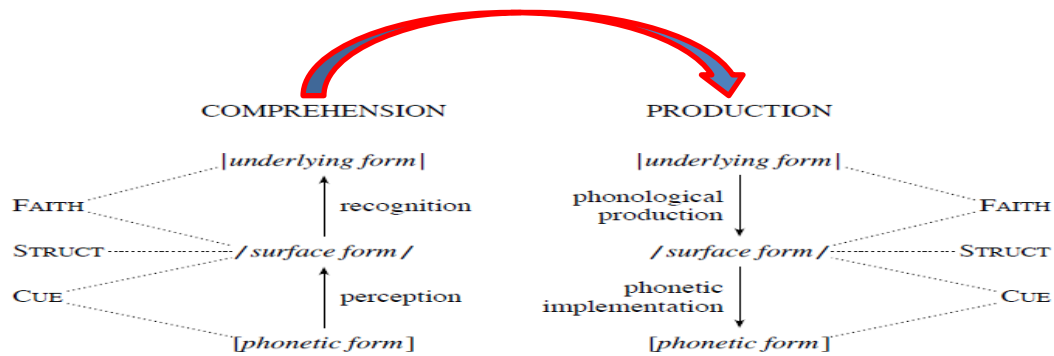 COMPREHENSION PRODUCTION
|underlying form| |underlying form|
FAITH recognition phonological production FAITH
STRUCT /surface form/ /surface form/ STRUCT
CUE perception phonetic implementation CUE
[phonetic form] [phonetic form]